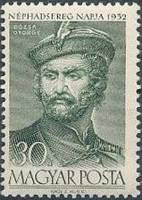 NÉPHADSEREG NAPJA 1952
DÓZSA
GYÖRGY
30
MAGYAR POSTA